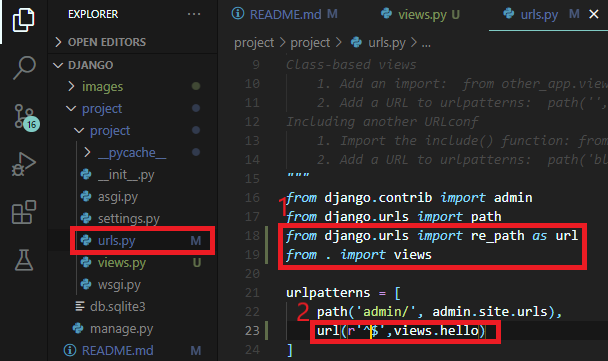 EXPLORER
OPEN EDITORS
DJANGO
images
project
project
__pycache__
__init__.py
asgi.py
settings.py
urls.py M
views.py U
wsgi.py
db.sqlite3
manage.py
README.md M
16
README.md M
views.py U
urls.py M
project > project > urls.py > ...
9 Class-based views
10 1. Add an import: from other_app.view
11 2. Add a URL to urlpatterns: path('',
12 Including another URLconf
13 1. Import the include() function: from
14 2. Add a URL to urlpatterns: path('bl
15 """
16 from django.contrib import admin
1
17 from django.urls import path
18 from django.urls import re_path as url
19 from . import views
20
21 urlpatterns = [
22 path('admin/', admin.site.urls),
2
23 url(r'^$',views.hello)
24 ]